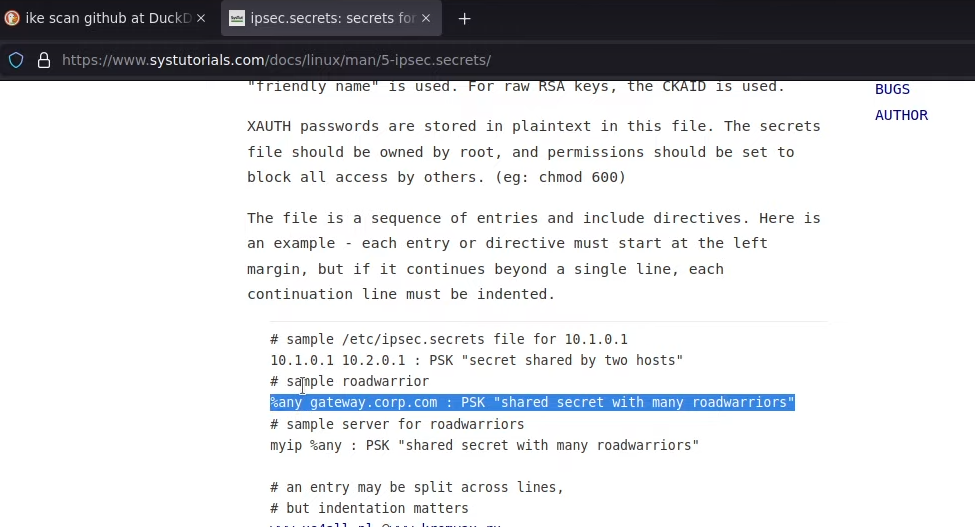 ike scan github at DuckD
SysTut
ipsec.secrets: secrets for
https://www.systutorials.com/docs/linux/man/5-ipsec.secrets/
"friendly name" is used. For raw RSA keys, the CKAID is used.
BUGS
AUTHOR
XAUTH passwords are stored in plaintext in this file. The secrets
file should be owned by root, and permissions should be set to
block all access by others. (eg: chmod 600)
The file is a sequence of entries and include directives. Here is
an example - each entry or directive must start at the left
margin, but if it continues beyond a single line, each
continuation line must be indented.
# sample /etc/ipsec.secrets file for 10.1.0.1
10.1.0.1 10.2.0.1 : PSK "secret shared by two hosts"
# sample roadwarrior
%any gateway.corp.com : PSK "shared secret with many roadwarriors"
# sample server for roadwarriors
myip %any : PSK "shared secret with many roadwarriors"
# an entry may be split across lines,
# but indentation matters